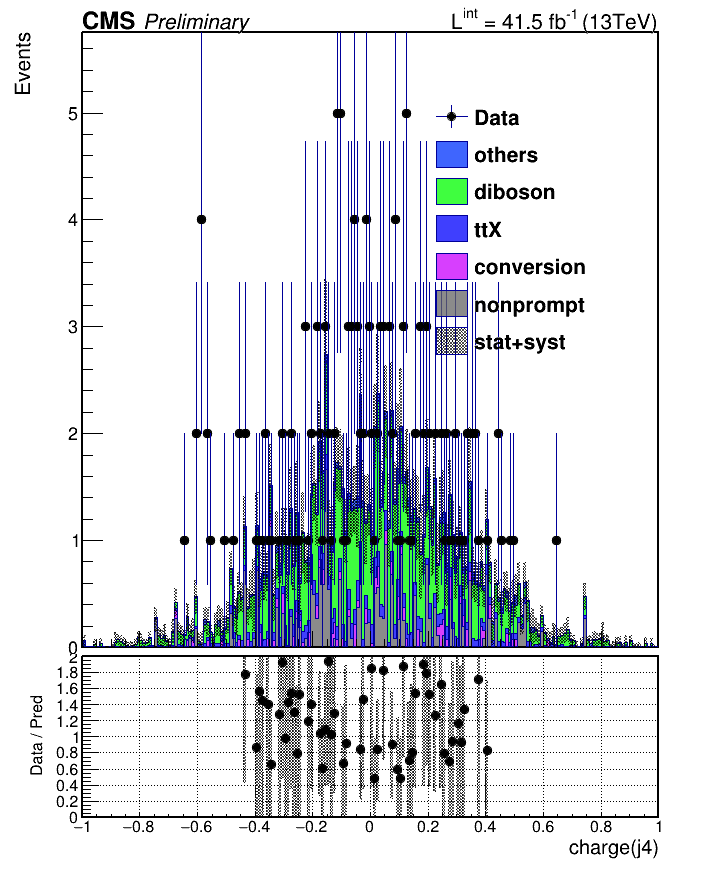 CMS Preliminary L^int = 41.5 fb^-1 (13TeV)
Events
5
4
3
2
1
0
Data
others
diboson
ttX
conversion
nonprompt
stat+syst
Data / Pred
2
1.8
1.6
1.4
1.2
1
0.8
0.6
0.4
0.2
0
−1 −0.8 −0.6 −0.4 −0.2 0 0.2 0.4 0.6 0.8 1
charge(j4)